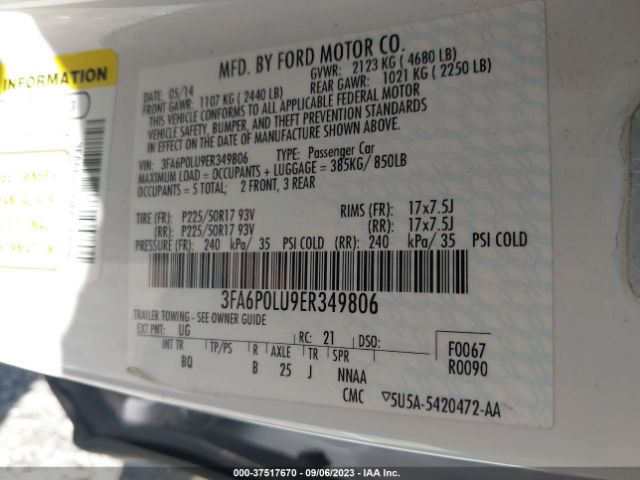 INFORMATION
MFD. BY FORD MOTOR CO.
DATE: 05/14 GVWR: 2123 KG ( 4680 LB)
FRONT GAWR: 1107 KG ( 2440 LB) REAR GAWR: 1021 KG ( 2250 LB)
THIS VEHICLE CONFORMS TO ALL APPLICABLE FEDERAL MOTOR
VEHICLE SAFETY, BUMPER, AND THEFT PREVENTION STANDARDS
IN EFFECT ON THE DATE OF MANUFACTURE SHOWN ABOVE.
VIN: 3FA6P0LU9ER349806 TYPE: Passenger Car
MAXIMUM LOAD = OCCUPANTS + LUGGAGE = 385KG/ 850LB
OCCUPANTS = 5 TOTAL; 2 FRONT, 3 REAR
TIRE (FR): P225/50R17 93V RIMS (FR): 17x7.5J
(RR): P225/50R17 93V (RR): 17x7.5J
PRESSURE (FR): 240 kPa/ 35 PSI COLD (RR): 240 kPa/ 35 PSI COLD
3FA6P0LU9ER349806
TRAILER TOWING - SEE OWNER GUIDE
EXT PNT: UG RC: 21 DSO: F0067
INT TR TP/PS R AXLE TR SPR R0090
BQ B 25 J NNAA
CMC ▽5U5A-5420472-AA
STOCK: 37517670 | 09/06/2023 | IAA Inc.